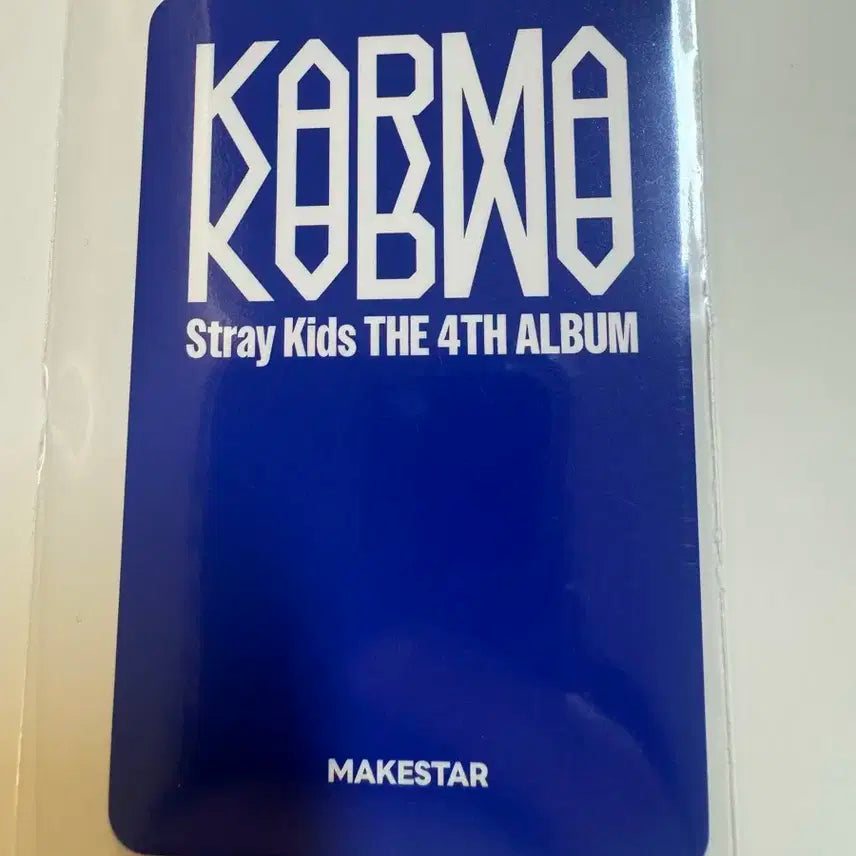 KARMA
Stray Kids THE 4TH ALBUM
MAKESTAR